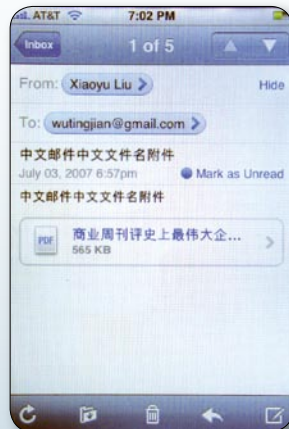 AT&T 7:02 PM
Inbox 1 of 5
From: Xiaoyu Liu Hide
To: wutingjian@gmail.com
中文邮件中文文件名附件
July 03, 2007 6:57pm Mark as Unread
中文邮件中文文件名附件
PDF 商业周刊评史上最伟大企...
565 KB